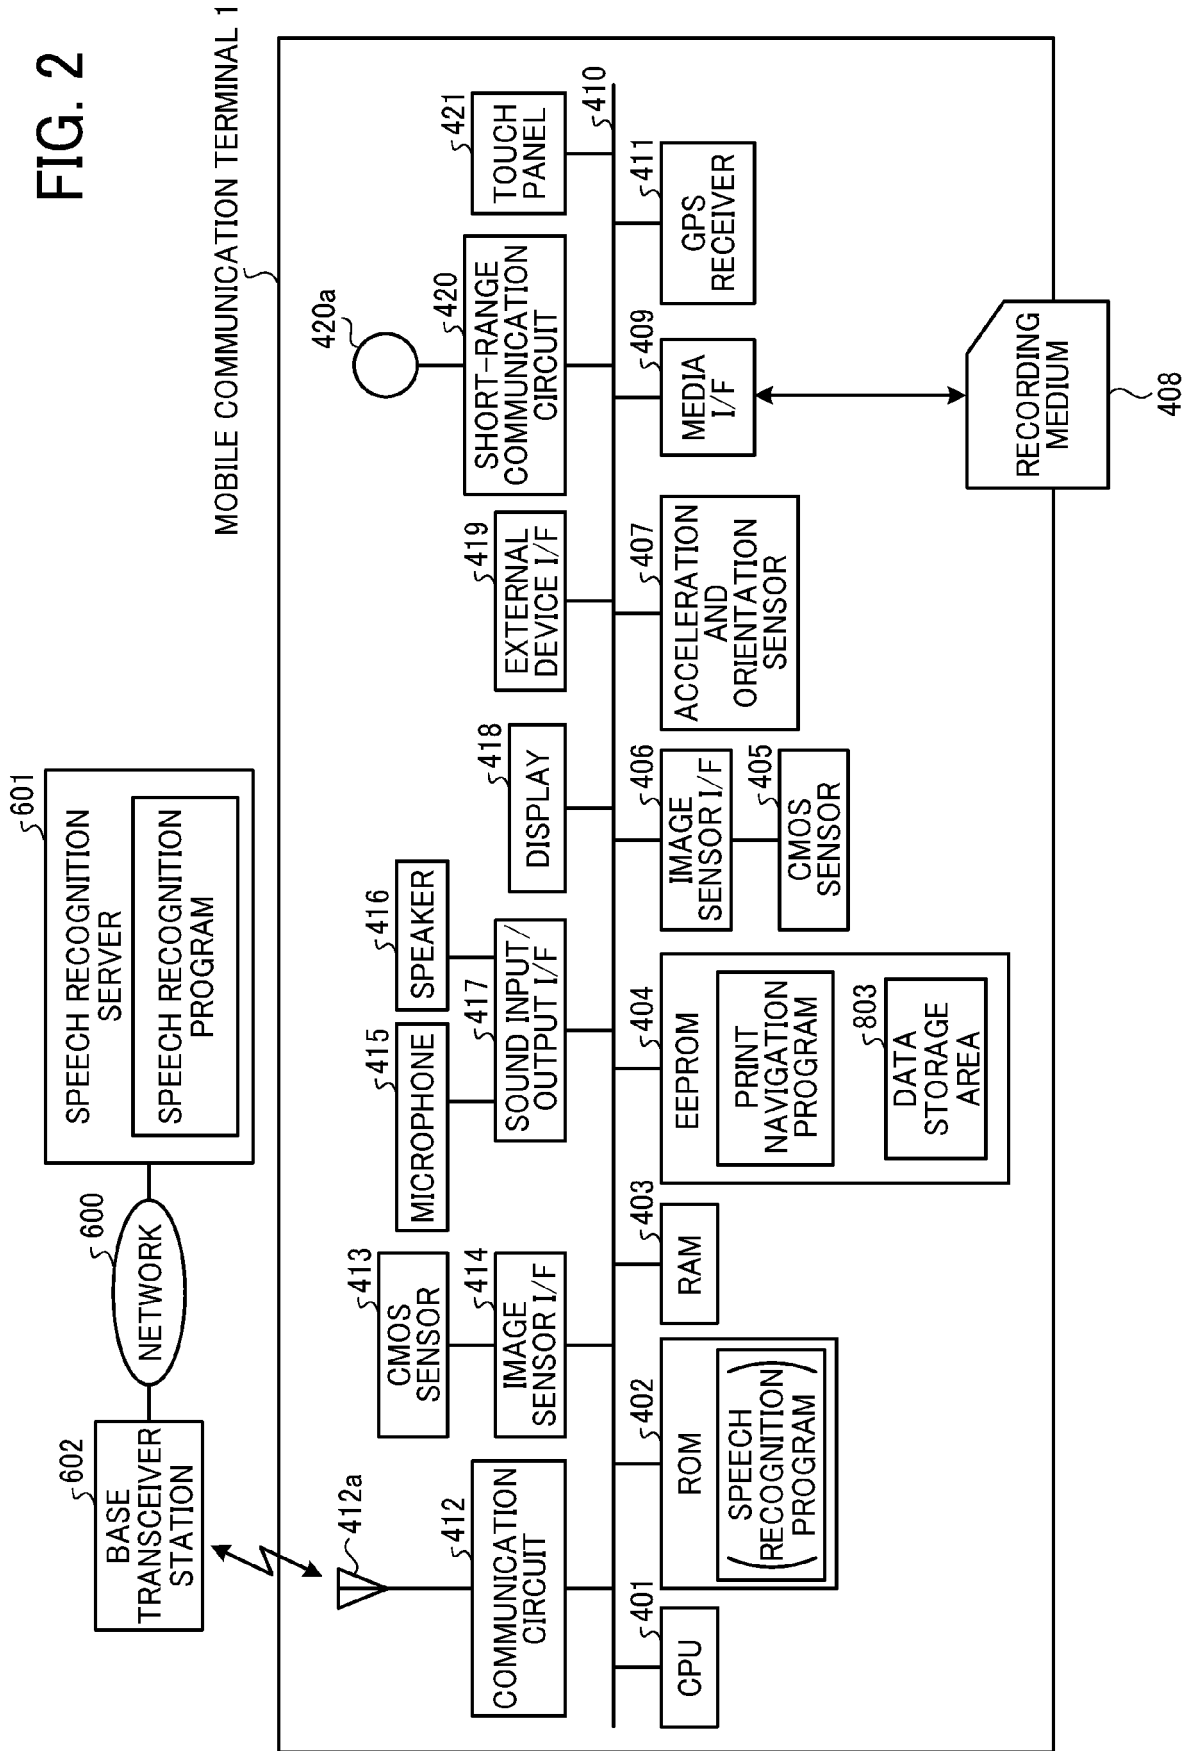 FIG. 2
601
SPEECH RECOGNITION
SERVER
SPEECH RECOGNITION
PROGRAM
600
NETWORK
602
BASE
TRANSCEIVER
STATION
MOBILE COMMUNICATION TERMINAL 1
412a
412
COMMUNICATION
CIRCUIT
413
CMOS
SENSOR
414
IMAGE
SENSOR I/F
415
MICROPHONE
416
SPEAKER
417
SOUND INPUT/
OUTPUT I/F
418
DISPLAY
419
EXTERNAL
DEVICE I/F
420a
420
SHORT-RANGE
COMMUNICATION
CIRCUIT
421
TOUCH
PANEL
410
401
CPU
402
ROM
(SPEECH
RECOGNITION
PROGRAM)
403
RAM
404
EEPROM
PRINT
NAVIGATION
PROGRAM
803
DATA
STORAGE
AREA
406
IMAGE
SENSOR I/F
405
CMOS
SENSOR
407
ACCELERATION
AND
ORIENTATION
SENSOR
409
MEDIA
I/F
411
GPS
RECEIVER
RECORDING
MEDIUM
408